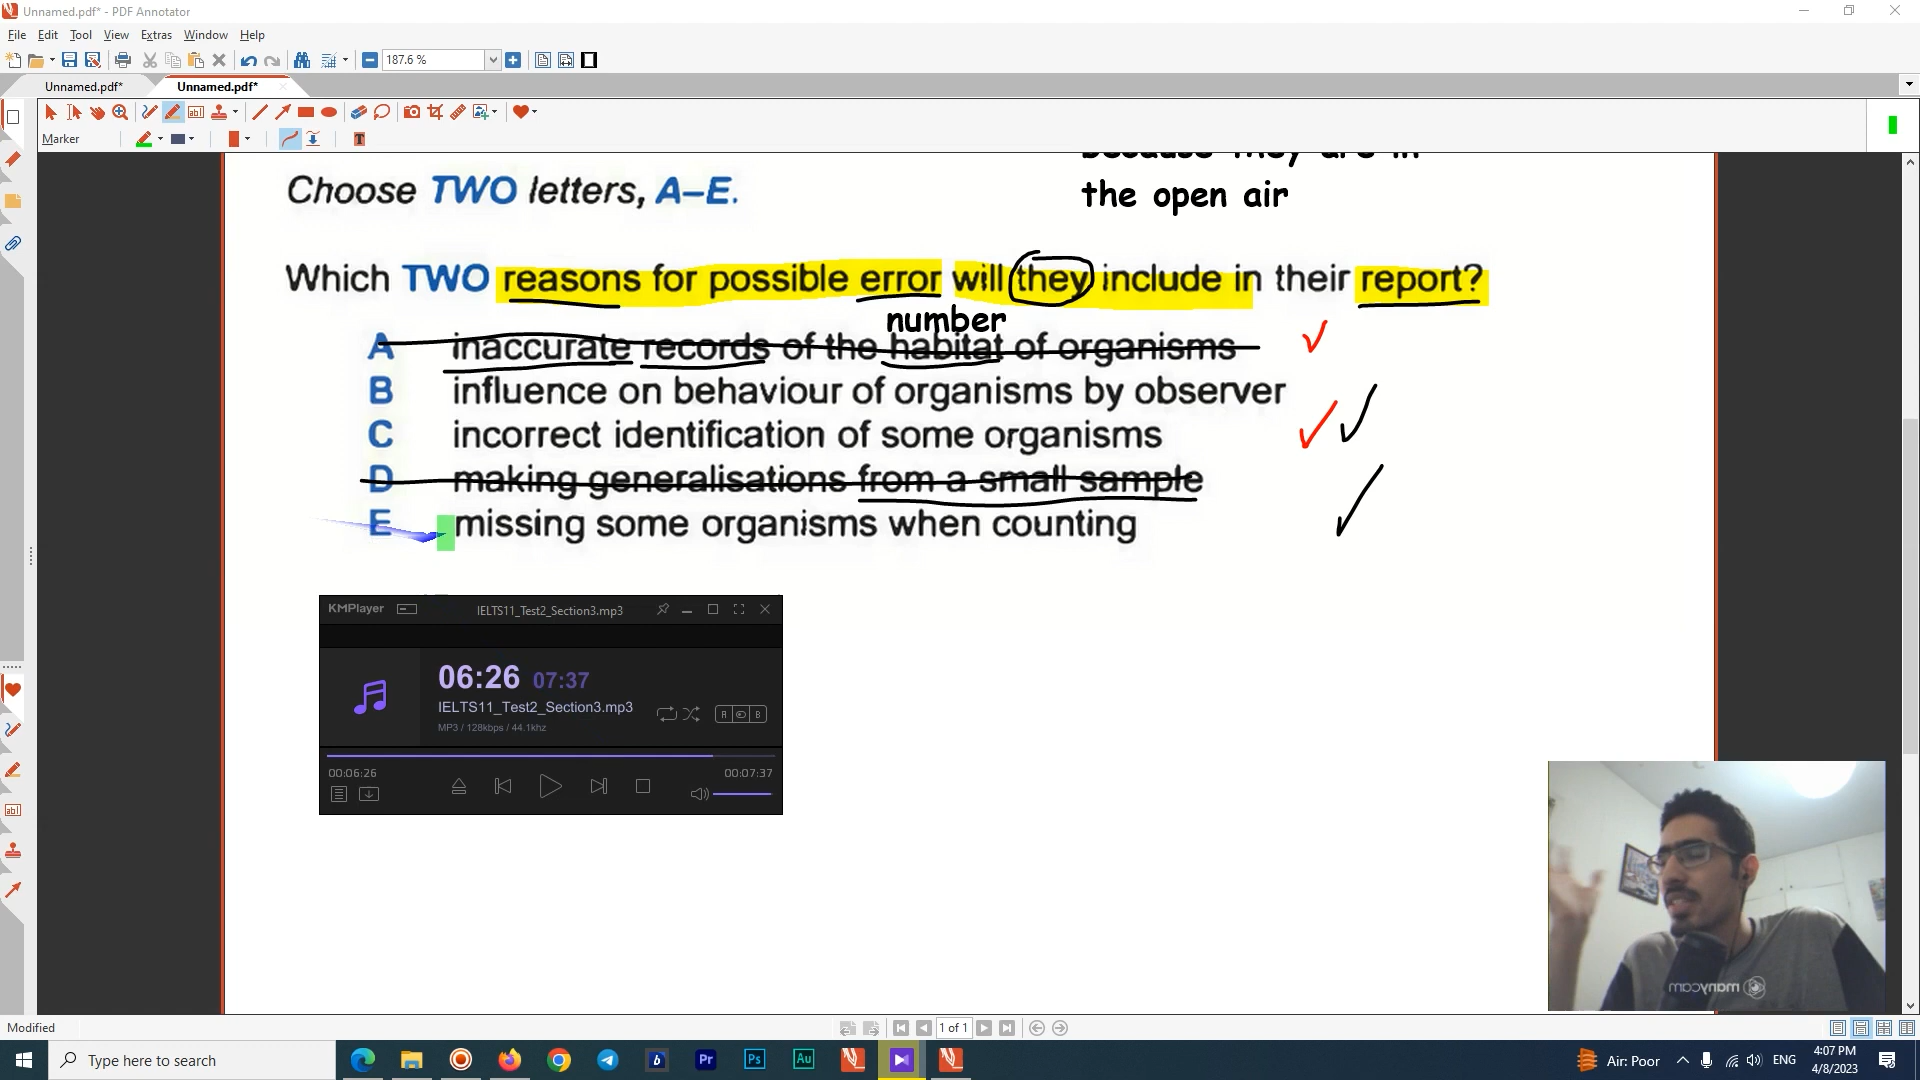 Unnamed.pdf* - PDF Annotator
File Edit Tool View Extras Window Help
187.6 %
Unnamed.pdf* Unnamed.pdf*
Marker
because they are in
the open air
Choose TWO letters, A–E.
Which TWO reasons for possible error will they include in their report?
number
A inaccurate records of the habitat of organisms
B influence on behaviour of organisms by observer
C incorrect identification of some organisms
D making generalisations from a small sample
E missing some organisms when counting
KMPlayer IELTS11_Test2_Section3.mp3
06:26 07:37
IELTS11_Test2_Section3.mp3
MP3 / 128kbps / 44.1khz
00:06:26 00:07:37
manycam
Modified
1 of 1
Type here to search
Air: Poor
ENG
4:07 PM
4/8/2023